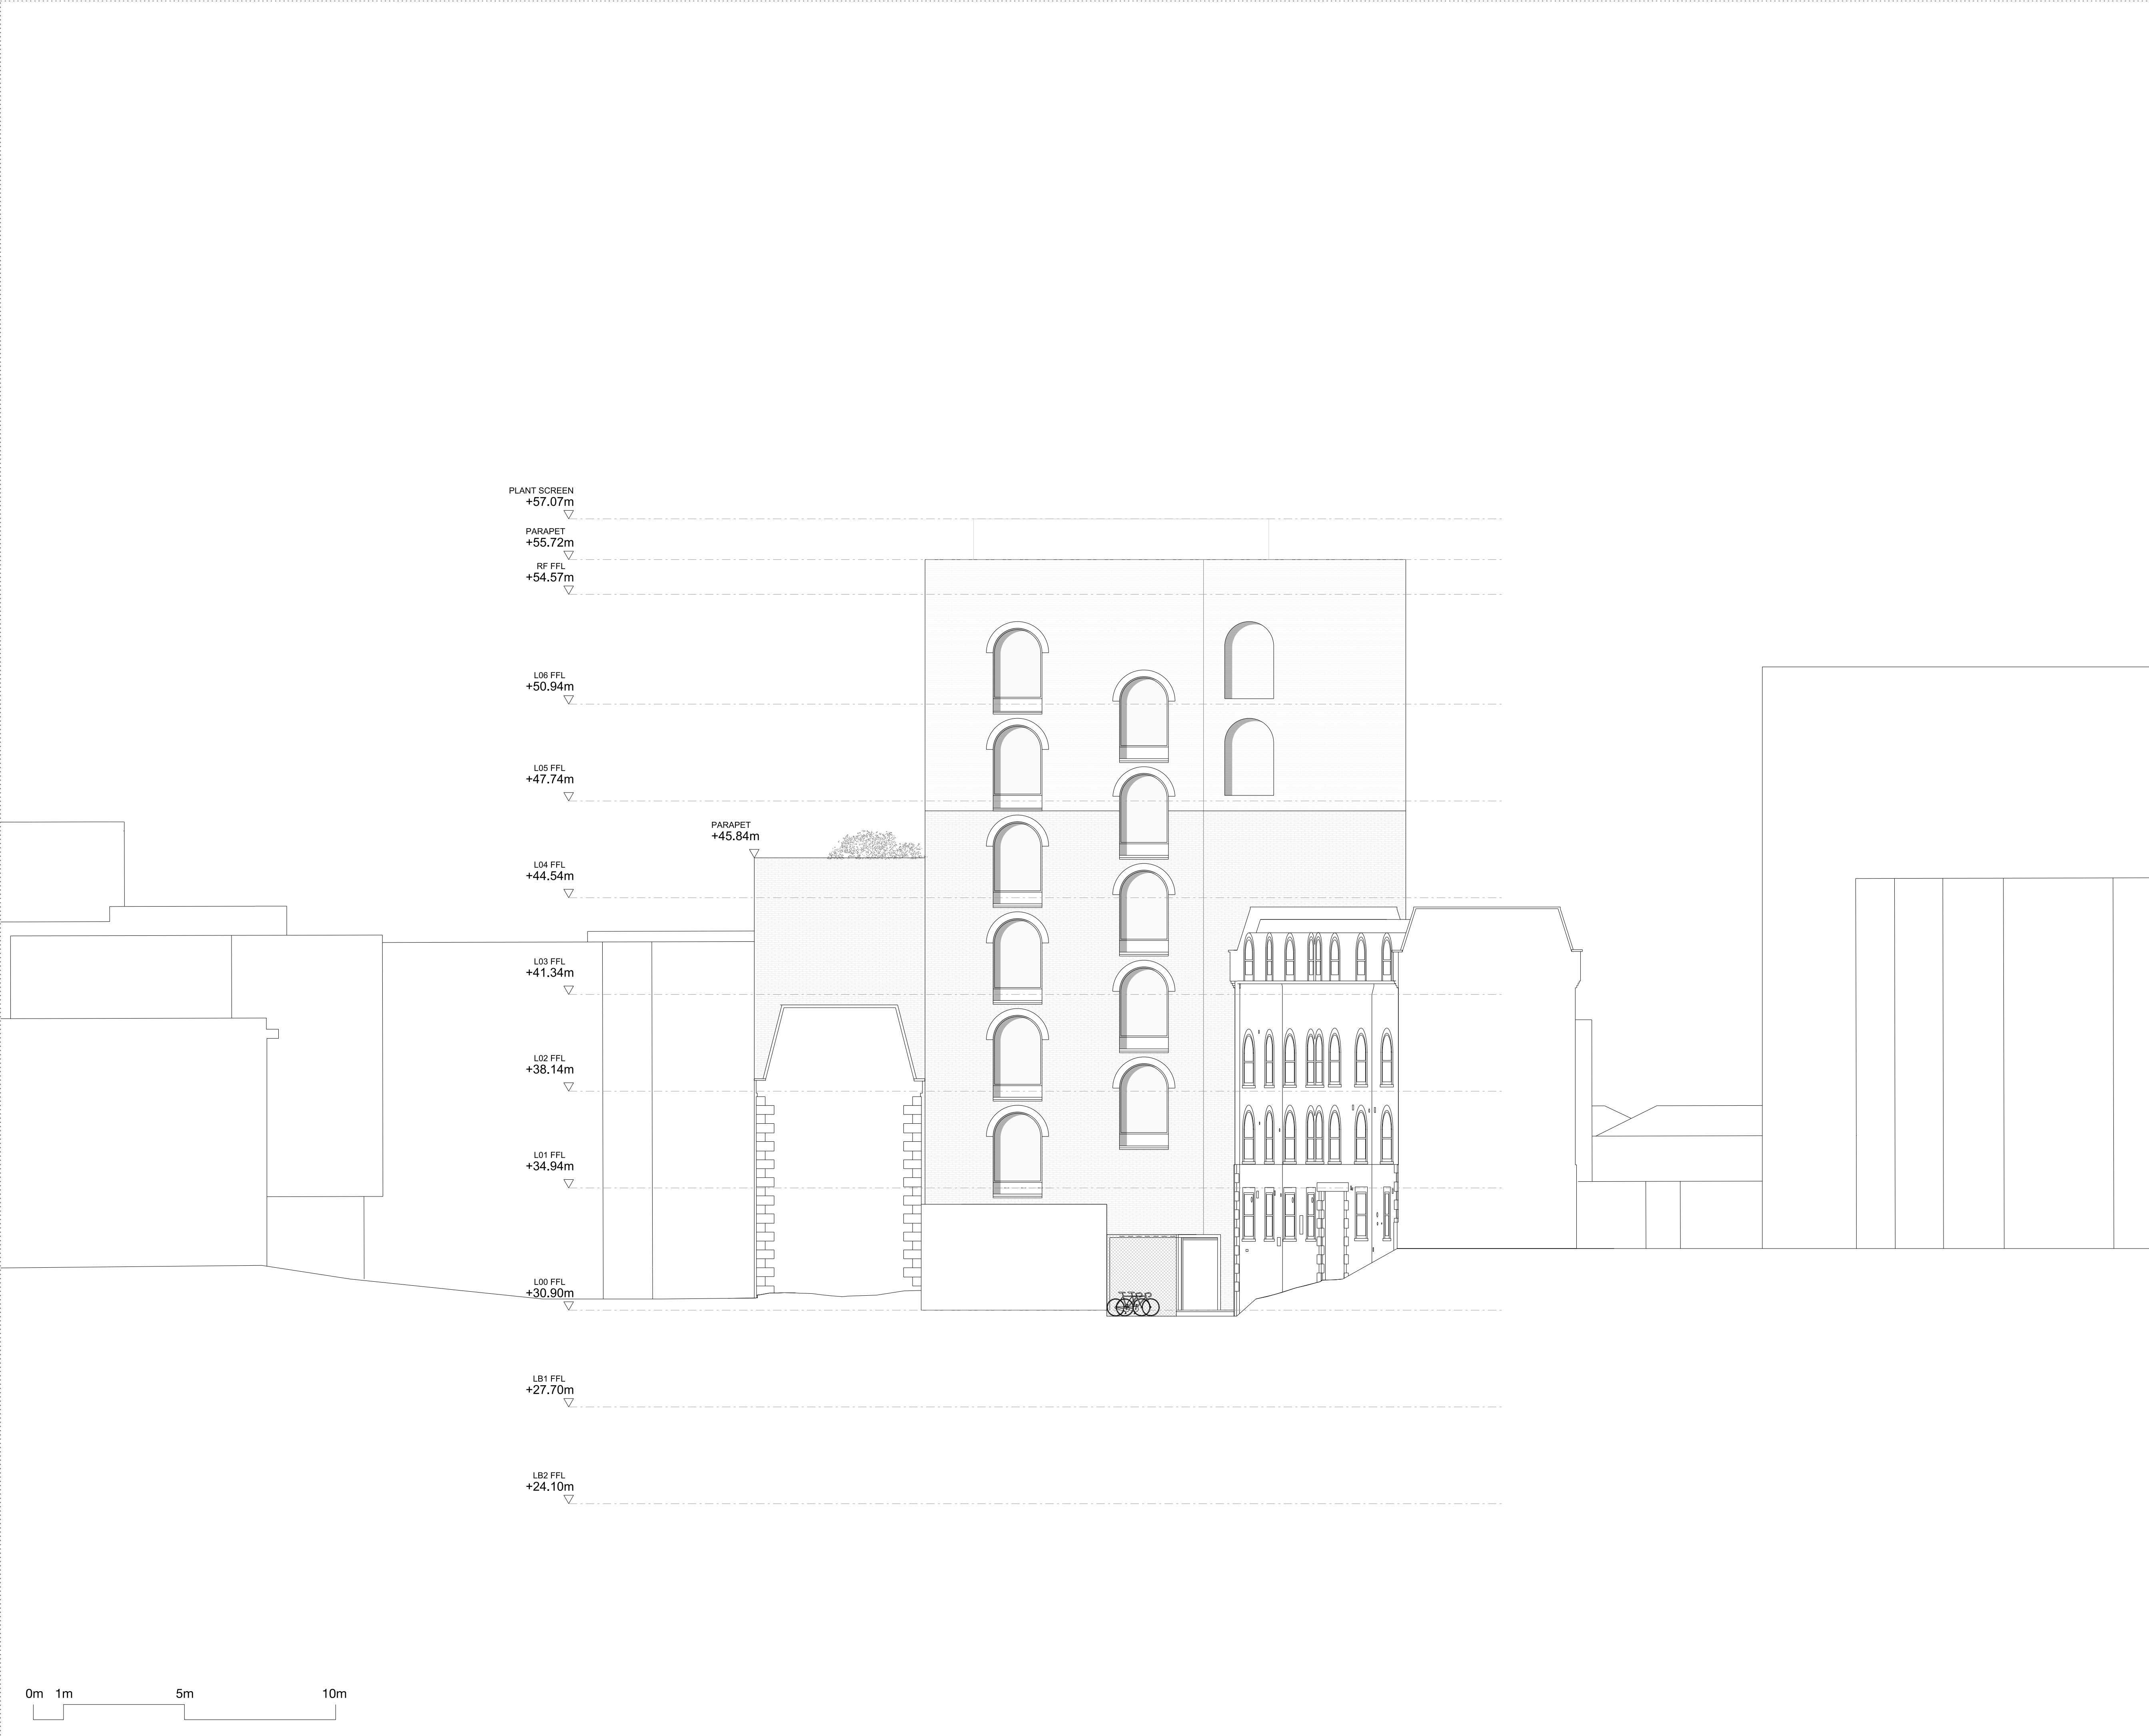 PLANT SCREEN
+57.07m
PARAPET
+55.72m
RF FFL
+54.57m
L06 FFL
+50.94m
L05 FFL
+47.74m
PARAPET
+45.84m
L04 FFL
+44.54m
L03 FFL
+41.34m
L02 FFL
+38.14m
L01 FFL
+34.94m
L00 FFL
+30.90m
LB1 FFL
+27.70m
LB2 FFL
+24.10m
0m 1m 5m 10m